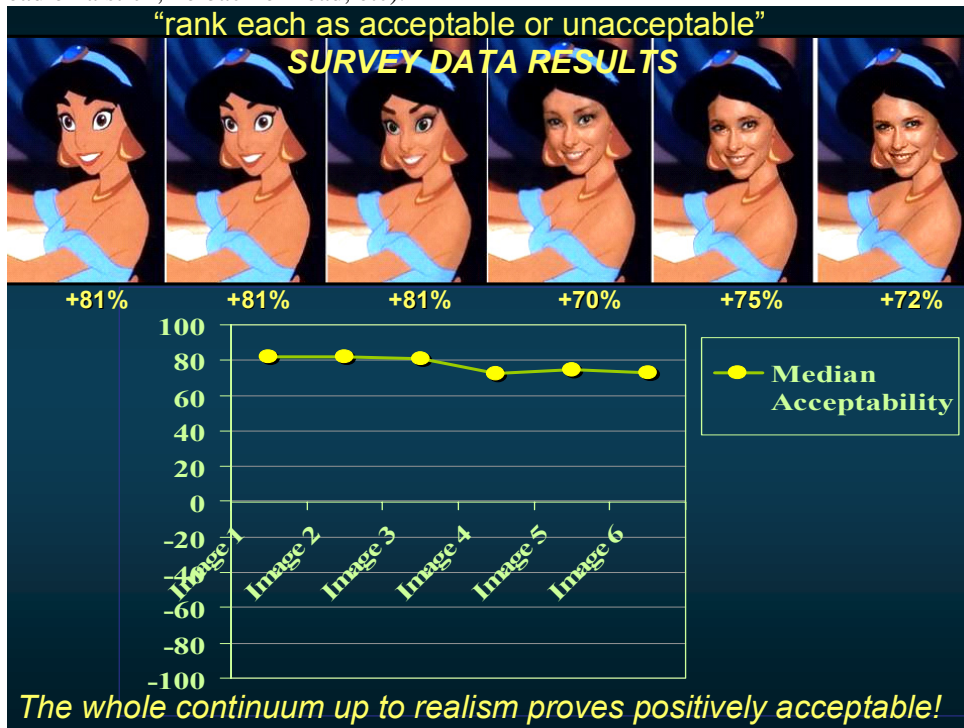 “rank each as acceptable or unacceptable”
SURVEY DATA RESULTS
+81% +81% +81% +70% +75% +72%
100
80
60
40
20
0
-20
-40
-60
-80
-100
Image 1
Image 2
Image 3
Image 4
Image 5
Image 6
Median
Acceptability
The whole continuum up to realism proves positively acceptable!